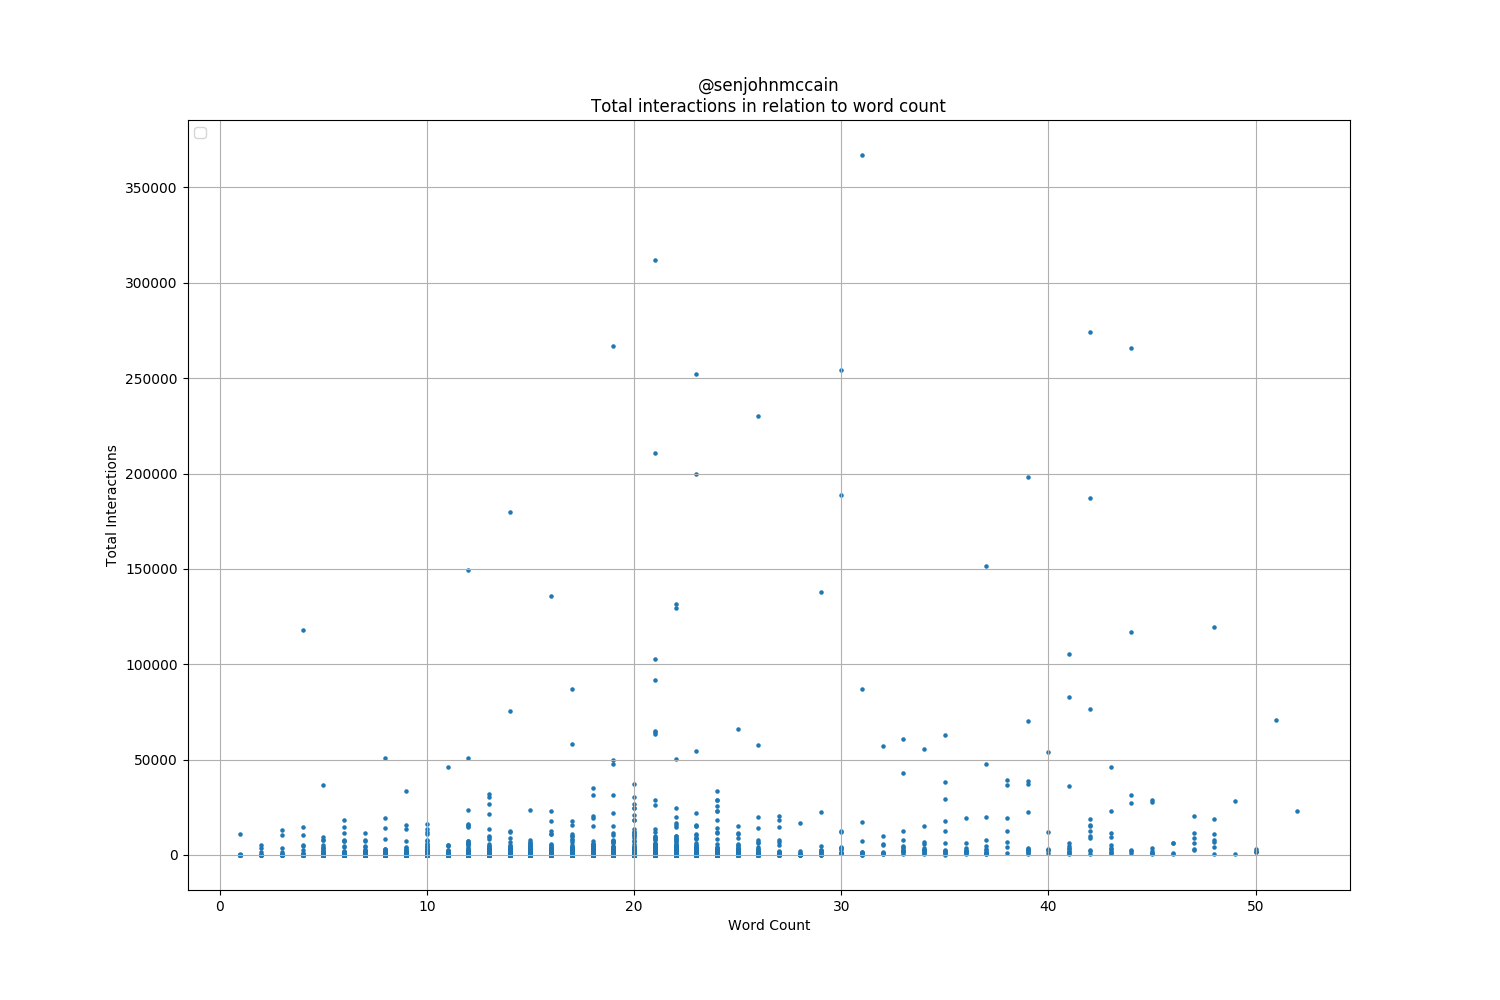 @senjohnmccain
Total interactions in relation to word count
350000
300000
250000
200000
150000
100000
50000
0
Total Interactions
0 10 20 30 40 50
Word Count